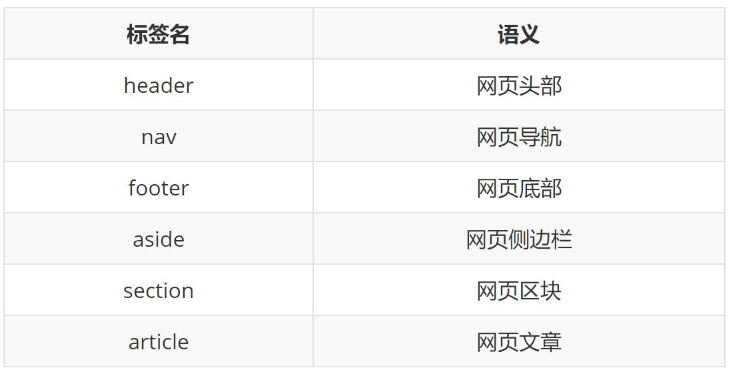 标签名 语义
header 网页头部
nav 网页导航
footer 网页底部
aside 网页侧边栏
section 网页区块
article 网页文章